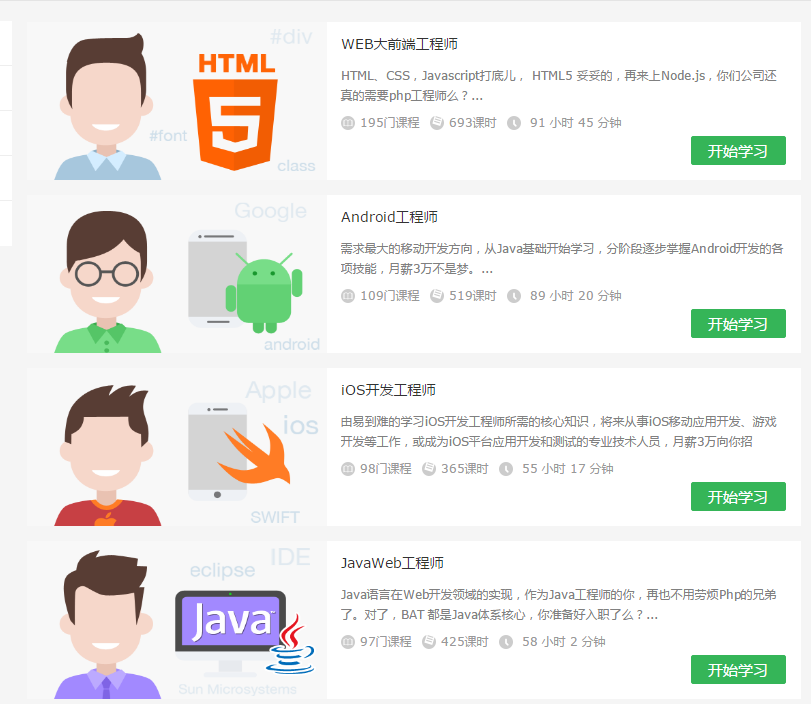 #div
HTML
5
#font
class
WEB大前端工程师
HTML、CSS，Javascript打底儿， HTML5 妥妥的，再来上Node.js，你们公司还
真的需要php工程师么？...
195门课程 693课时 91 小时 45 分钟
开始学习
Google
android
Android工程师
需求最大的移动开发方向，从Java基础开始学习，分阶段逐步掌握Android开发的各
项技能，月薪3万不是梦。...
109门课程 519课时 89 小时 20 分钟
开始学习
Apple
ios
SWIFT
iOS开发工程师
由易到难的学习iOS开发工程师所需的核心知识，将来从事iOS移动应用开发、游戏
开发等工作，或成为iOS平台应用开发和测试的专业技术人员，月薪3万向你招
98门课程 365课时 55 小时 17 分钟
开始学习
IDE
eclipse
Java™
Sun Microsystems
JavaWeb工程师
Java语言在Web开发领域的实现，作为Java工程师的你，再也不用劳烦Php的兄弟
了。对了，BAT 都是Java体系核心，你准备好入职了么？...
97门课程 425课时 58 小时 2 分钟
开始学习